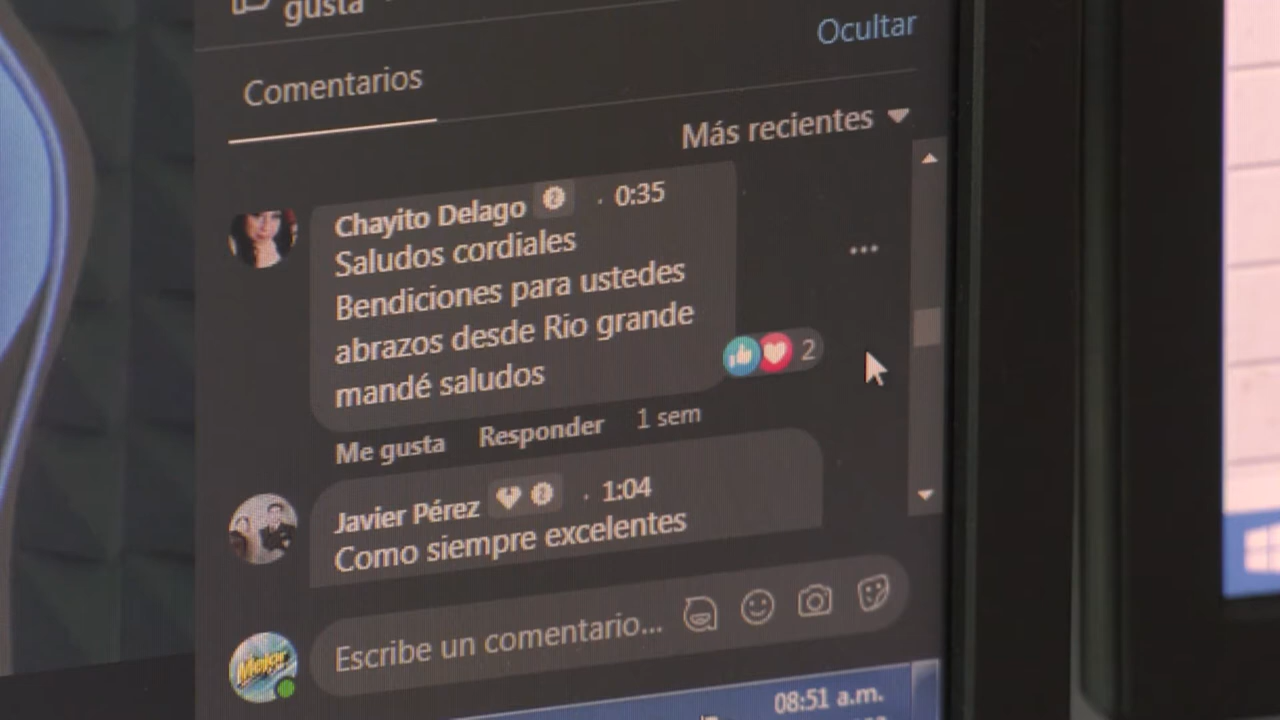 gusta
Ocultar
Comentarios
Más recientes
Chayito Delago · 0:35
Saludos cordiales
Bendiciones para ustedes
abrazos desde Rio grande
mandé saludos
2
Me gusta Responder 1 sem
Javier Pérez · 1:04
Como siempre excelentes
Escribe un comentario...
Mejor
08:51 a.m.